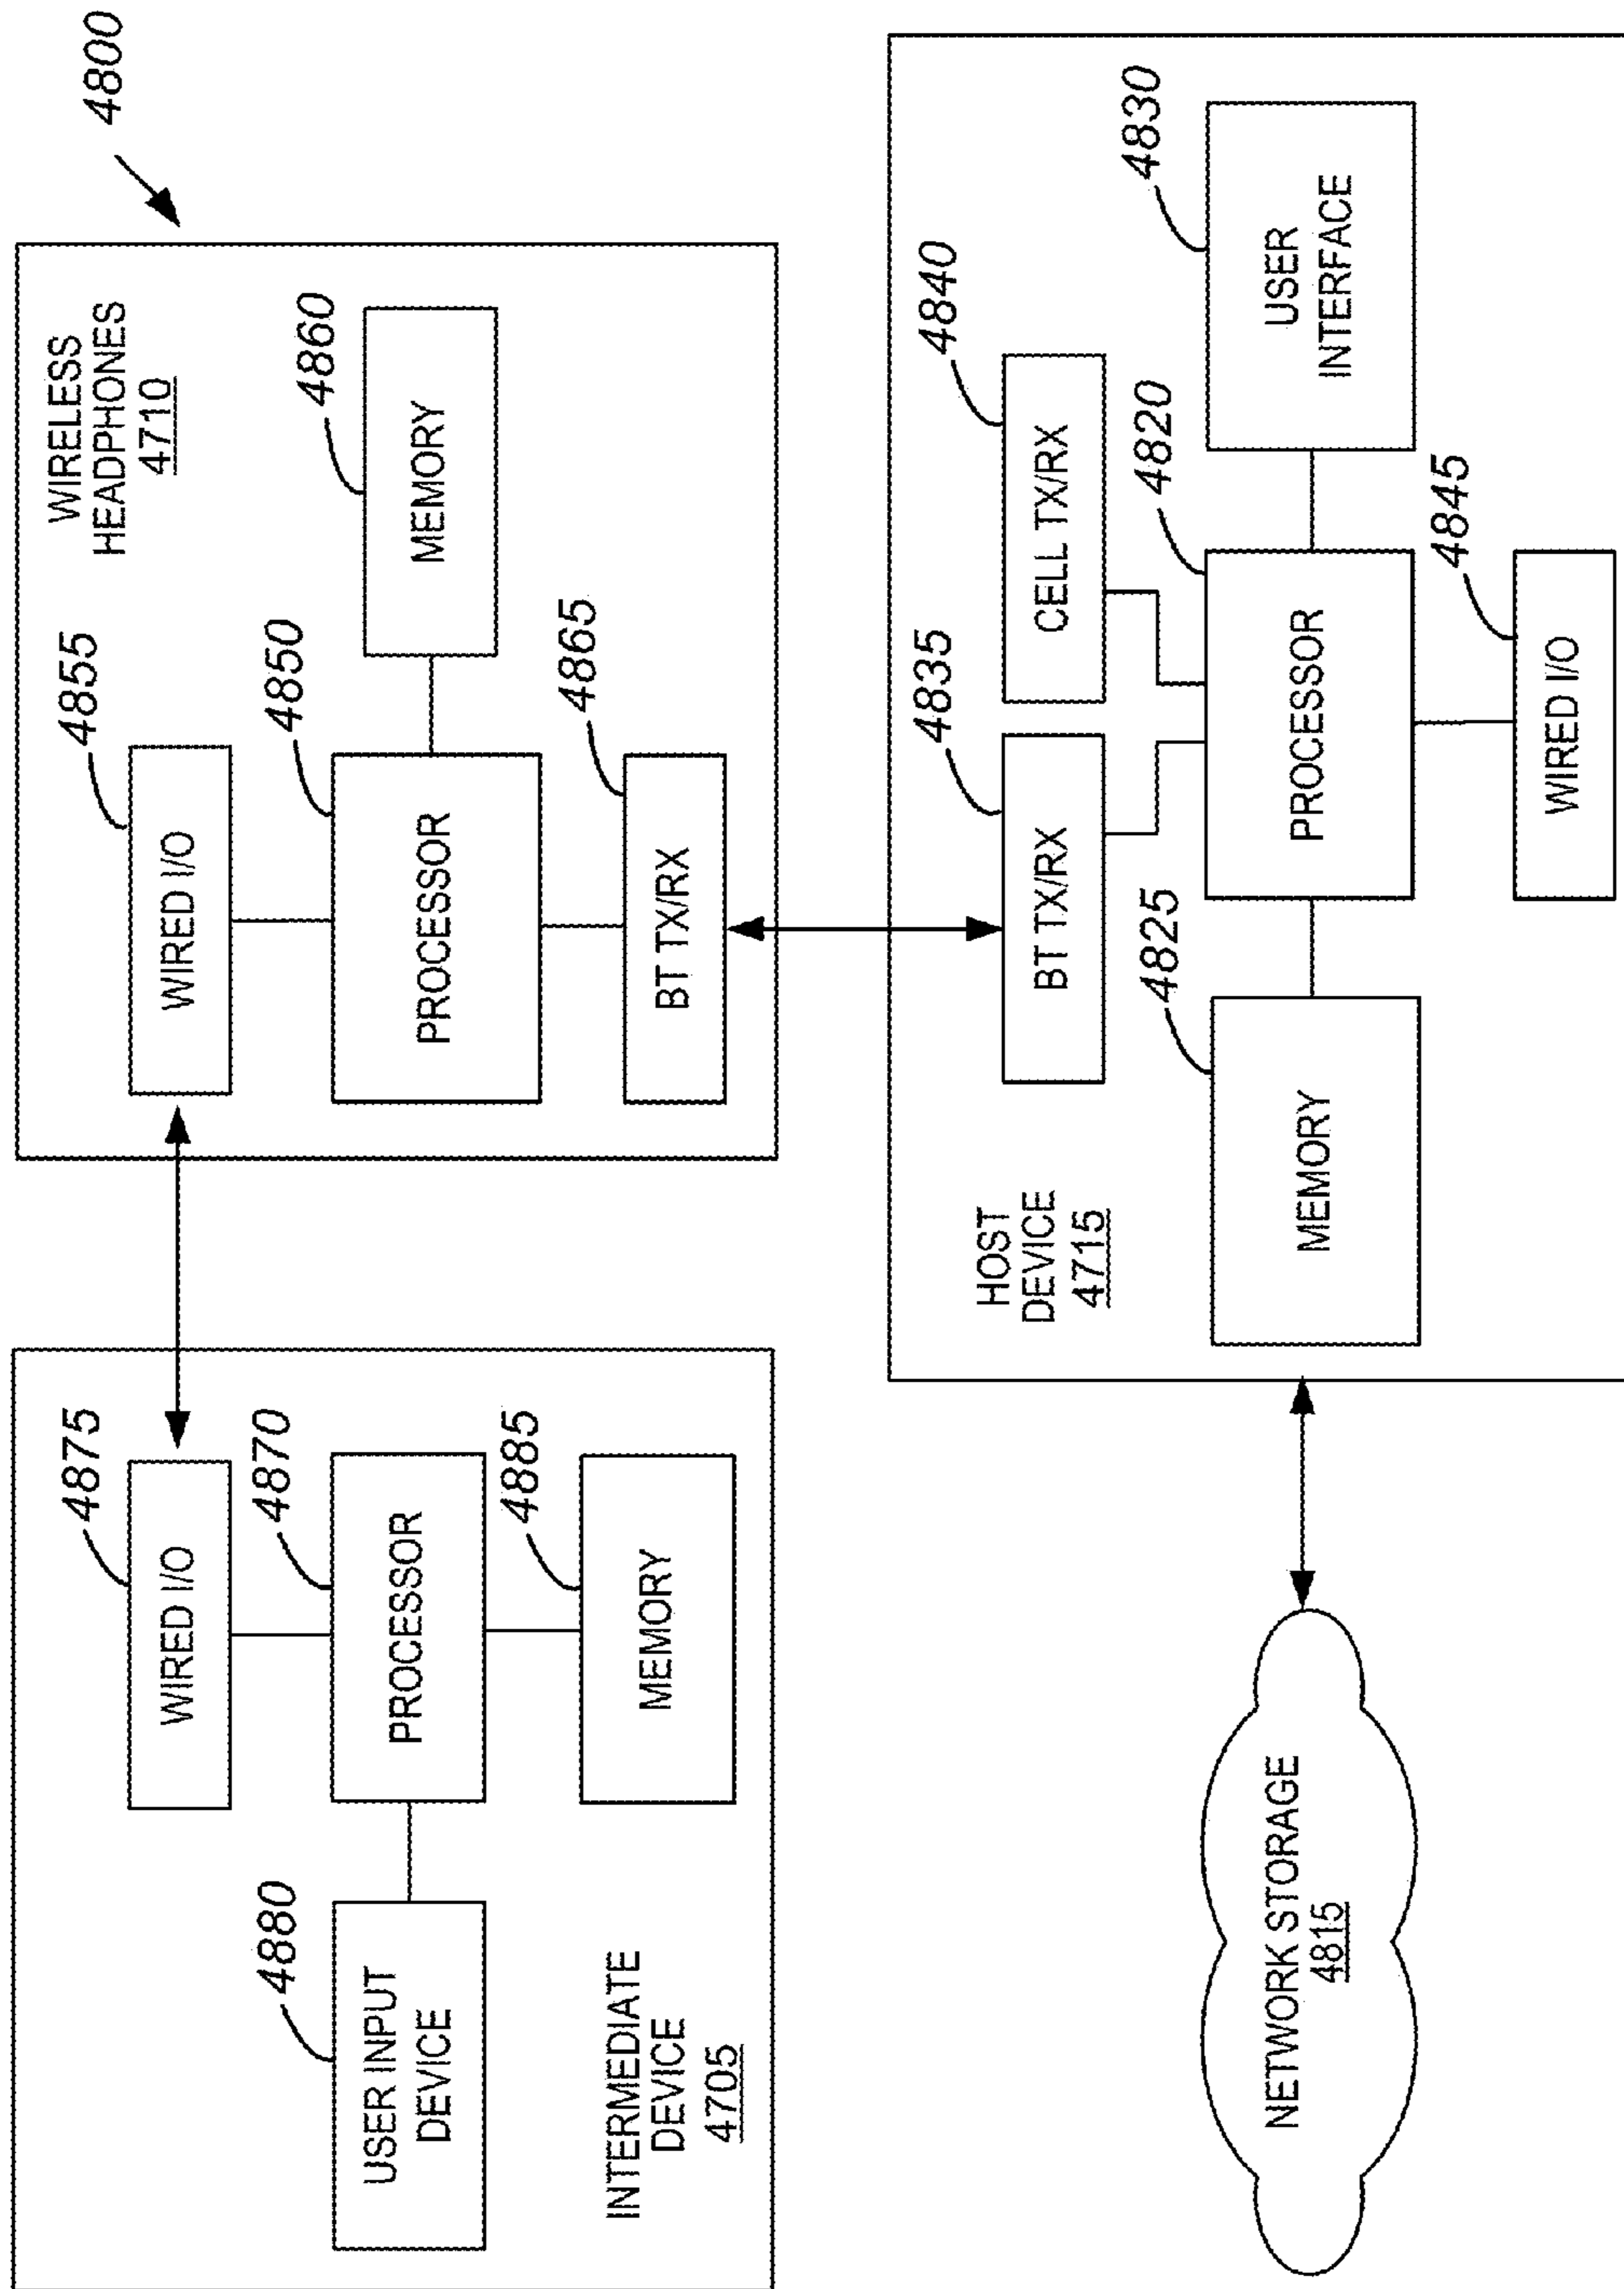 4800
INTERMEDIATE
DEVICE
4705
USER INPUT
DEVICE
4880
WIRED I/O
4875
PROCESSOR
4870
MEMORY
4885
WIRELESS
HEADPHONES
4710
WIRED I/O
4855
PROCESSOR
4850
MEMORY
4860
BT TX/RX
4865
NETWORK STORAGE
4815
HOST
DEVICE
4715
MEMORY
4825
BT TX/RX
4835
CELL TX/RX
4840
PROCESSOR
4820
USER
INTERFACE
4830
WIRED I/O
4845